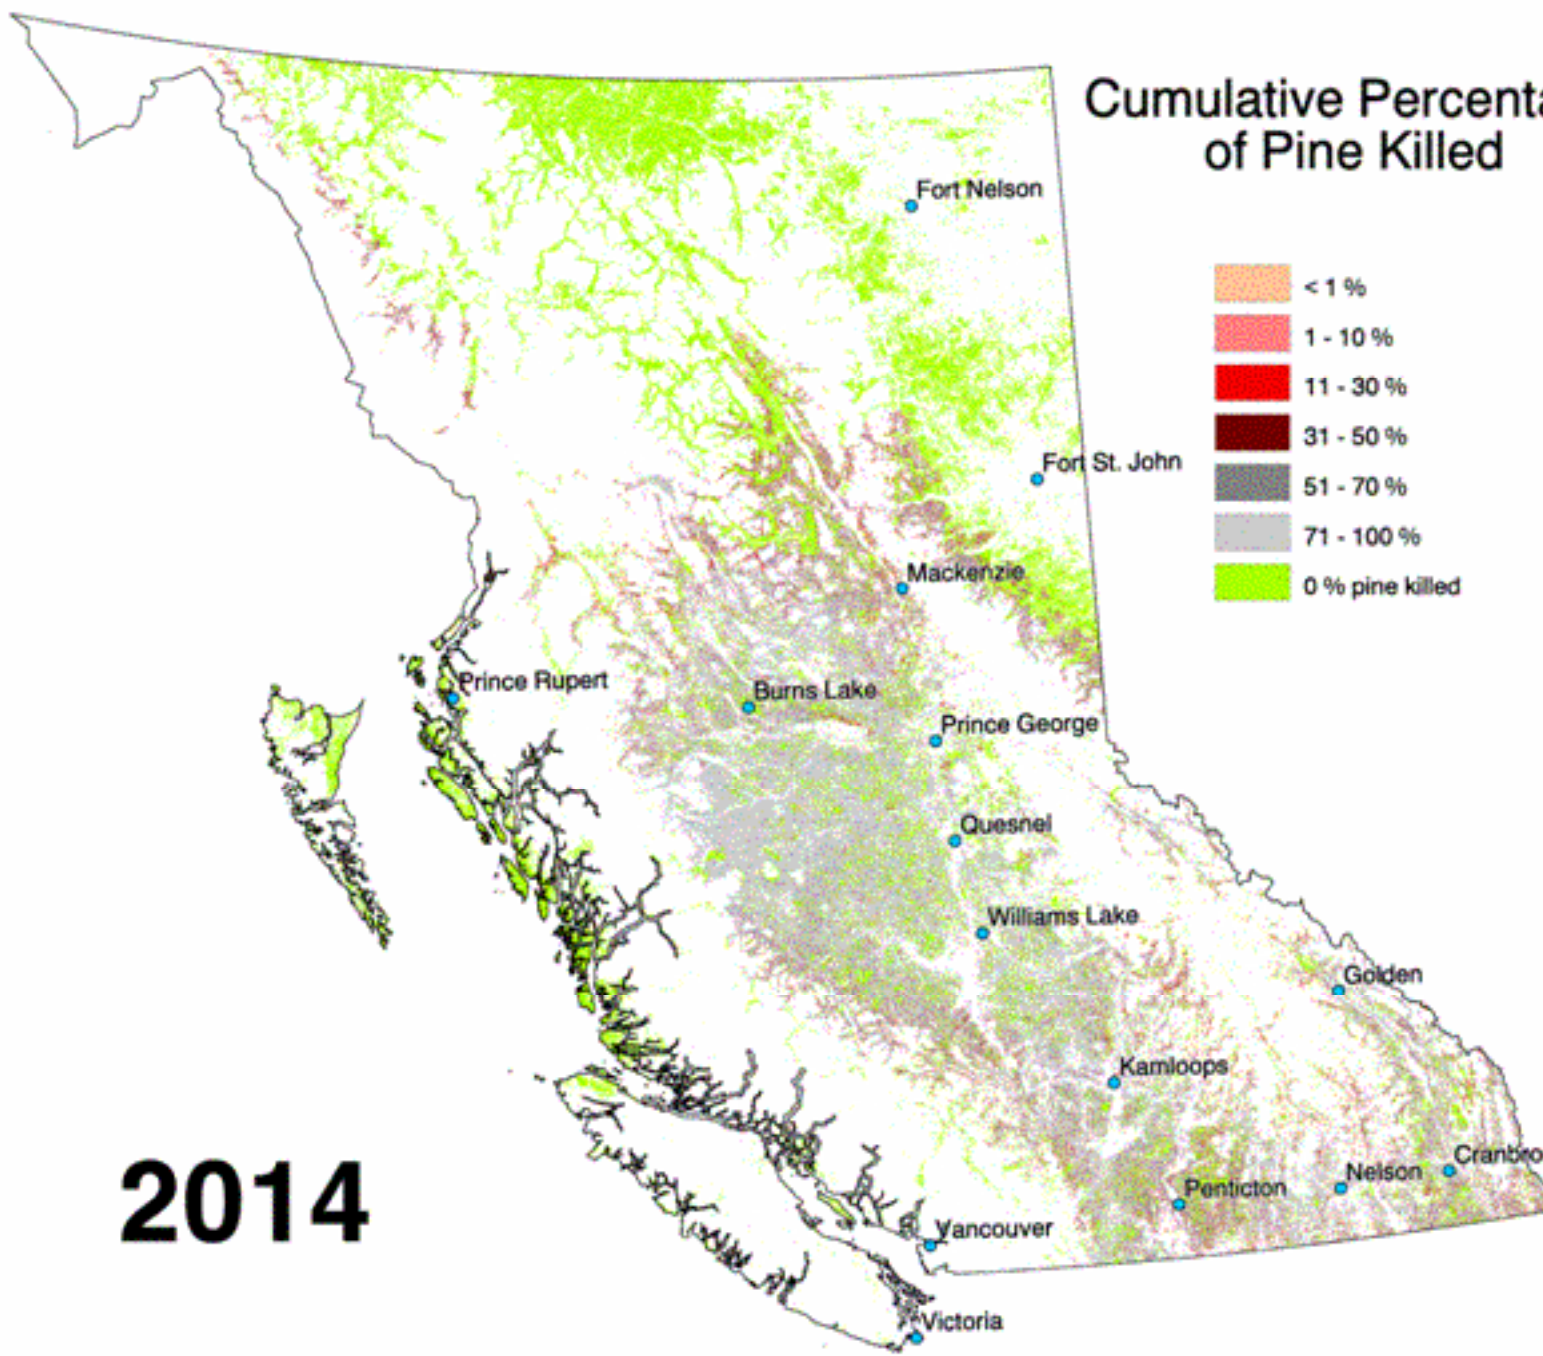 Cumulative Percenta
of Pine Killed
Fort Nelson
< 1 %
1 - 10 %
11 - 30 %
31 - 50 %
51 - 70 %
71 - 100 %
0 % pine killed
Fort St. John
Mackenzie
Prince Rupert
Burns Lake
Prince George
Quesnel
Williams Lake
Golden
Kamloops
Cranbro
Nelson
Penticton
Vancouver
Victoria
2014